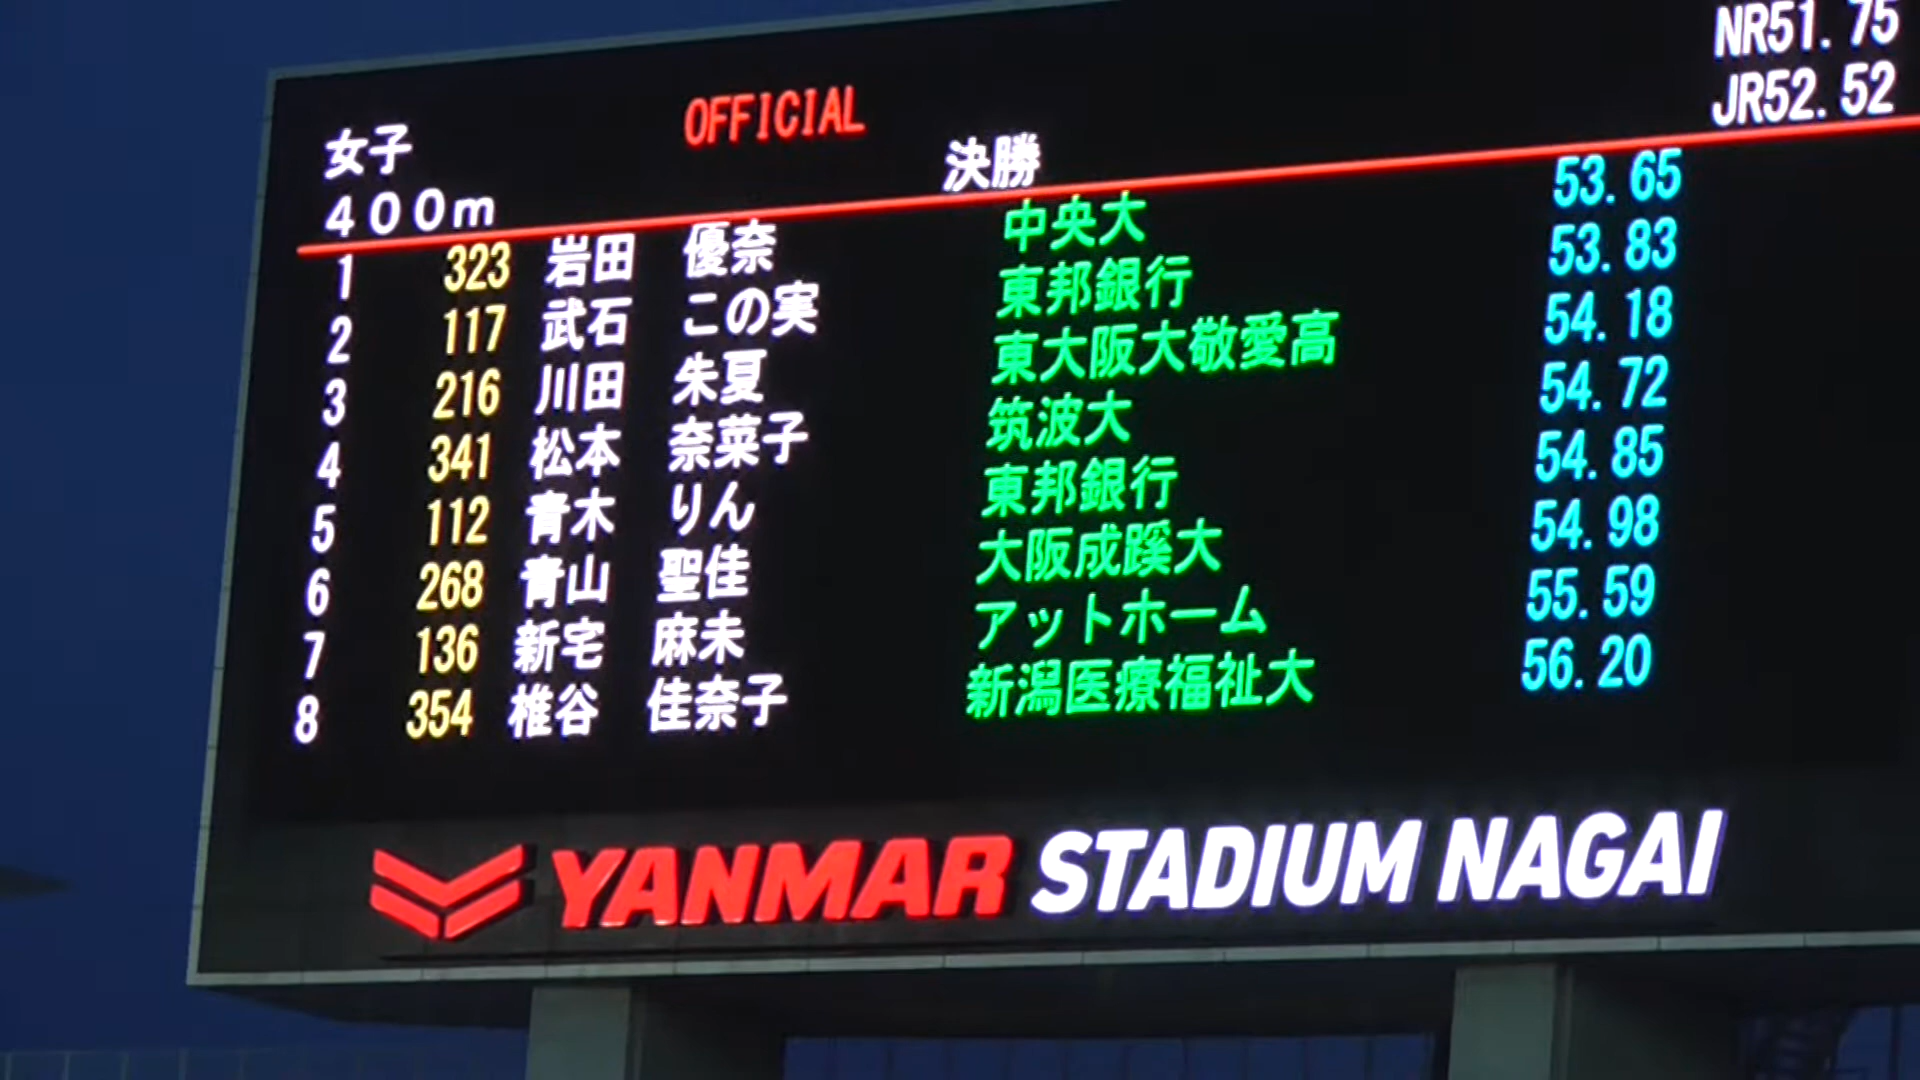 NR51.75
JR52.52
女子 OFFICIAL
400m 決勝
1 323 岩田 優奈 中央大 53.65
2 117 武石 この実 東邦銀行 53.83
3 216 川田 朱夏 東大阪大敬愛高 54.18
4 341 松本 奈菜子 筑波大 54.72
5 112 青木 りん 東邦銀行 54.85
6 268 青山 聖佳 大阪成蹊大 54.98
7 136 新宅 麻未 アットホーム 55.59
8 354 椎谷 佳奈子 新潟医療福祉大 56.20
YANMAR STADIUM NAGAI